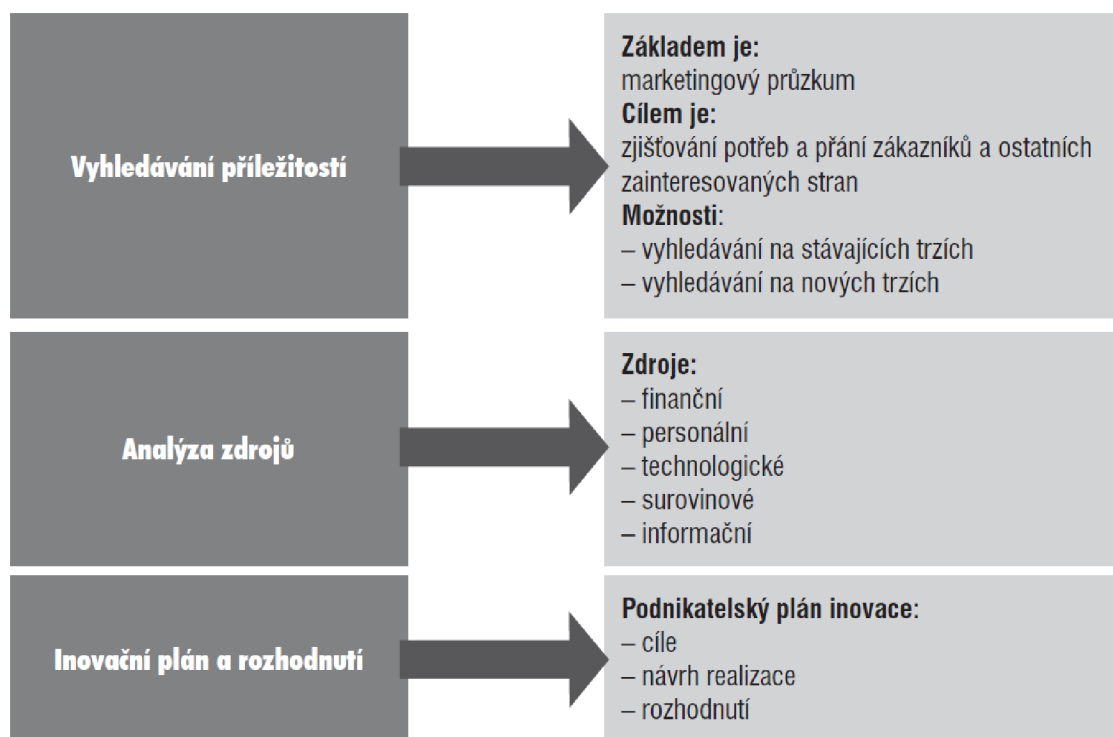 Vyhledávání příležitostí
Základem je:
marketingový průzkum
Cílem je:
zjišťování potřeb a přání zákazníků a ostatních
zainteresovaných stran
Možnosti:
– vyhledávání na stávajících trzích
– vyhledávání na nových trzích
Analýza zdrojů
Zdroje:
– finanční
– personální
– technologické
– surovinové
– informační
Inovační plán a rozhodnutí
Podnikatelský plán inovace:
– cíle
– návrh realizace
– rozhodnutí